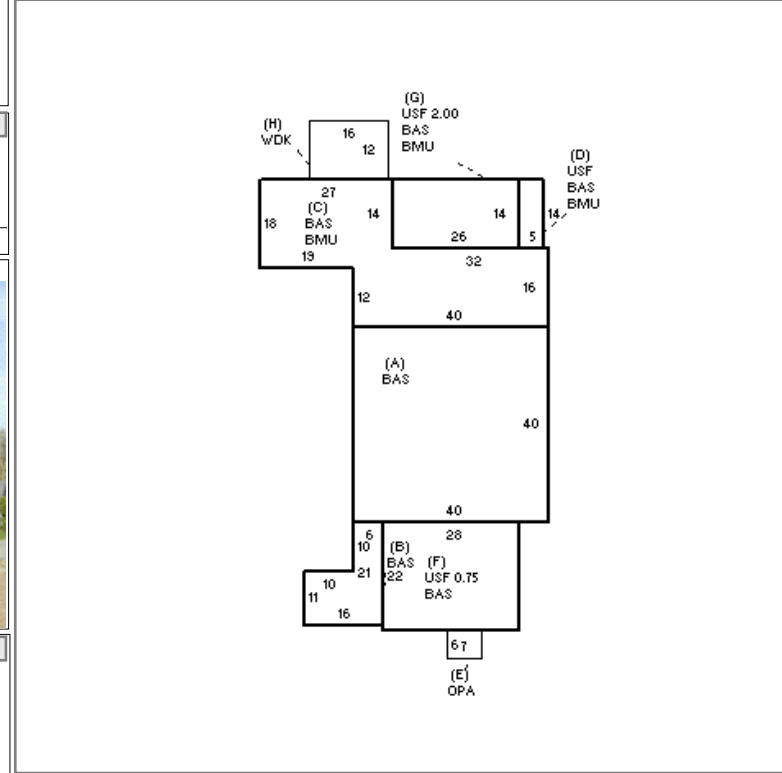 (G)
USF 2.00
BAS
BMU
(H)
WDK
16
12
(D)
USF
BAS
BMU
27
(C)
BAS
BMU
18
14
19
14
26
5
14
32
16
12
40
(A)
BAS
40
40
6
10
21
(B)
BAS
22
28
(F)
USF 0.75
BAS
10
11
16
6
7
(E)
OPA